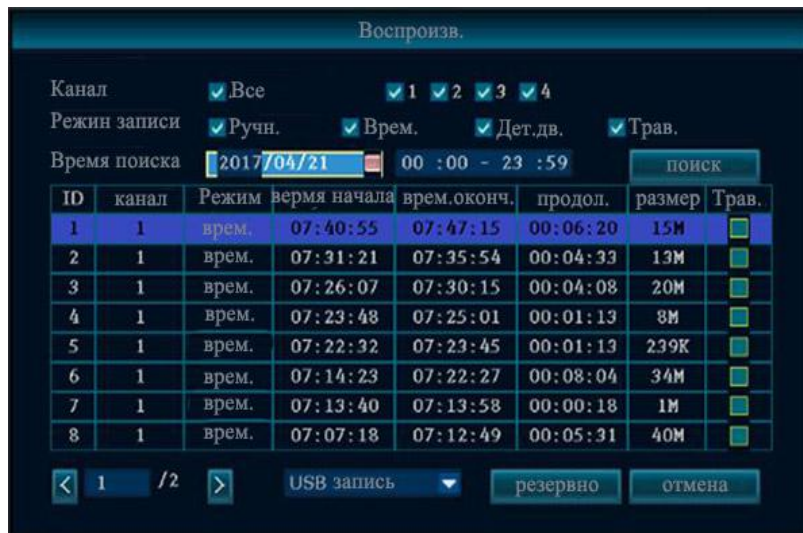 Воспроизв.
Канал Все 1 2 3 4
Режин записи Ручн. Врем. Дет.дв. Трав.
Время поиска 2017/04/21 00 :00 - 23 :59 поиск
ID канал Режим вермя начала врем.оконч. продол. размер Трав.
1 1 врем. 07:40:55 07:47:15 00:06:20 15M
2 1 врем. 07:31:21 07:35:54 00:04:33 13M
3 1 врем. 07:26:07 07:30:15 00:04:08 20M
4 1 врем. 07:23:48 07:25:01 00:01:13 8M
5 1 врем. 07:22:32 07:23:45 00:01:13 239K
6 1 врем. 07:14:23 07:22:27 00:08:04 34M
7 1 врем. 07:13:40 07:13:58 00:00:18 1M
8 1 врем. 07:07:18 07:12:49 00:05:31 40M
< 1 /2 > USB запись резервно отмена